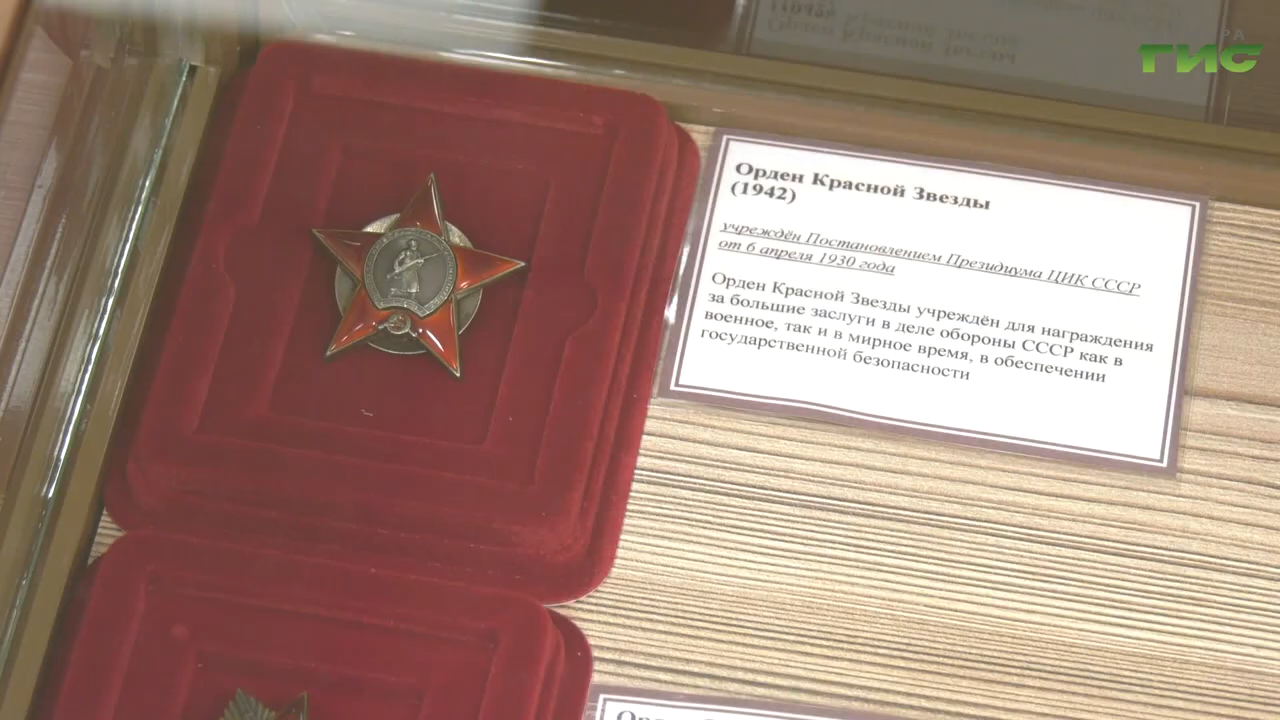 ТИС
Орден Красной Звезды
(1942)
учреждён Постановлением Президиума ЦИК СССР
от 6 апреля 1930 года
Орден Красной Звезды учреждён для награждения
за большие заслуги в деле обороны СССР как в
военное, так и в мирное время, в обеспечении
государственной безопасности